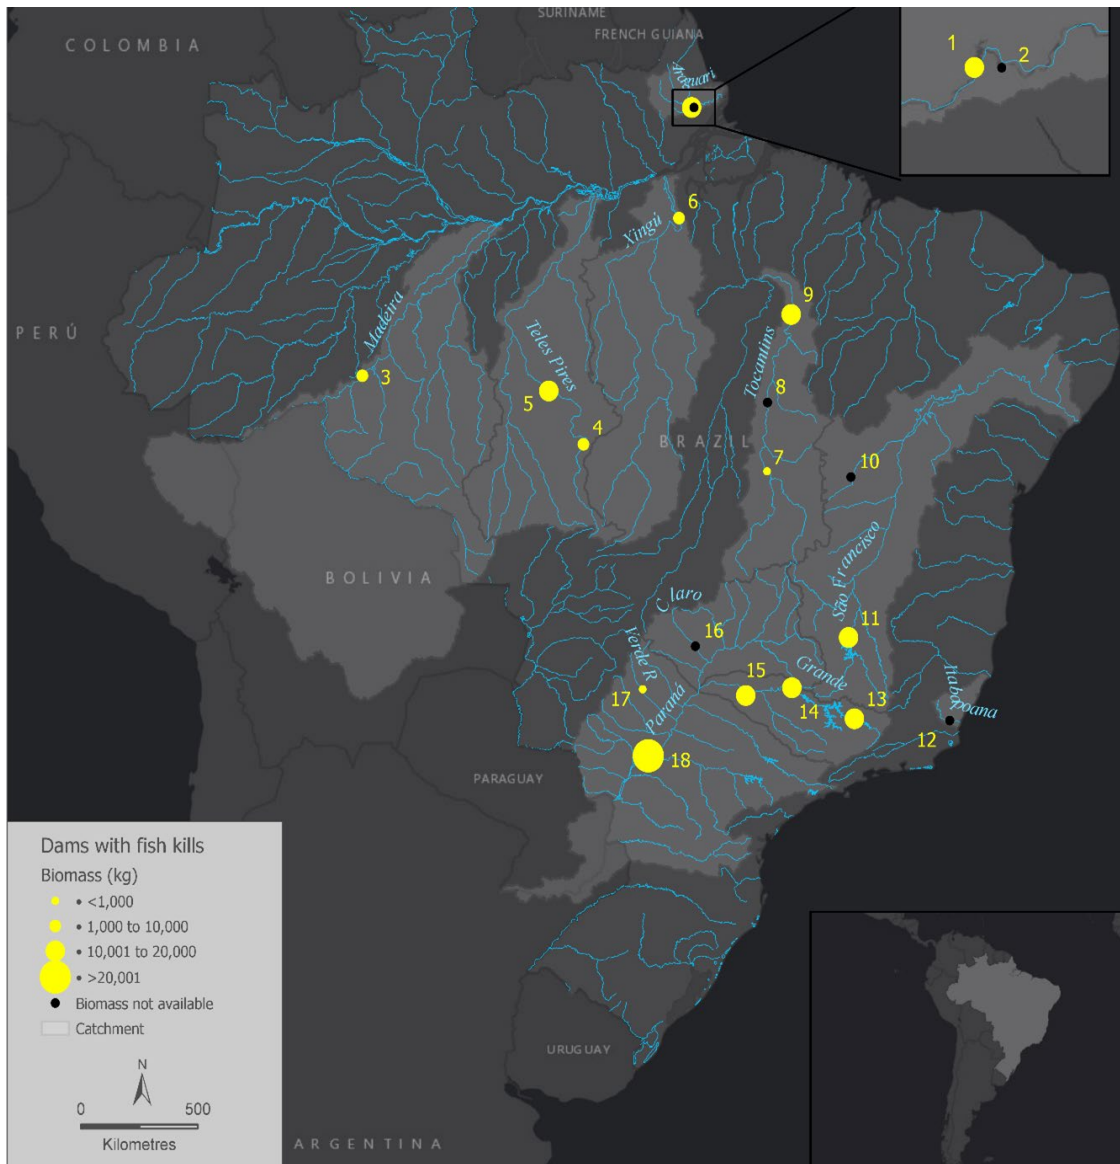 SURINAME
COLOMBIA
FRENCH GUIANA
Araguari
1
2
6
Xingú
PERÚ
Madeira
9
Teles Pires
Tocantins
3
5
8
4
BRAZIL
7
10
São Francisco
BOLIVIA
Claro
16
11
Verde R
Grande
Itabapoana
17
15
Paraná
14
13
12
18
PARAGUAY
Dams with fish kills
Biomass (kg)
• <1,000
• 1,000 to 10,000
• 10,001 to 20,000
• >20,001
Biomass not available
Catchment
N
0 500
Kilometres
URUGUAY
ARGENTINA